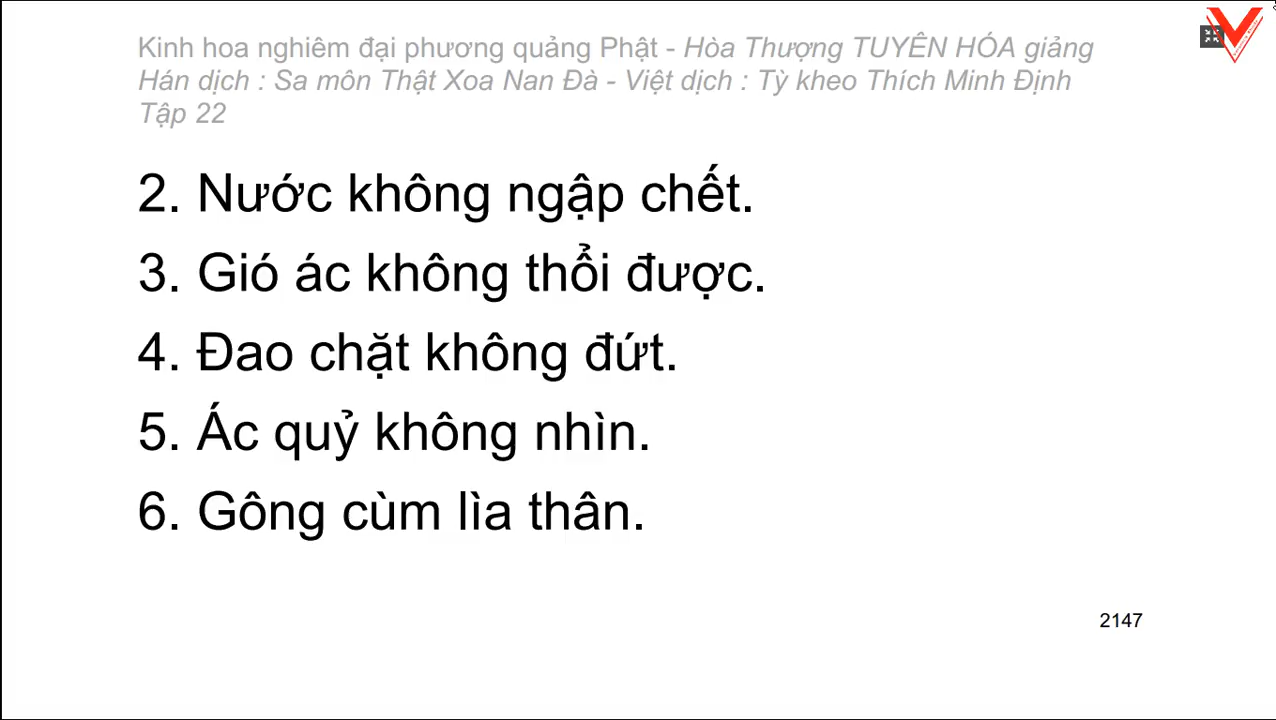 Kinh hoa nghiêm đại phương quảng Phật - Hòa Thượng TUYÊN HÓA giảng
Hán dịch : Sa môn Thật Xoa Nan Đà - Việt dịch : Tỳ kheo Thích Minh Định
Tập 22
2. Nước không ngập chết.
3. Gió ác không thổi được.
4. Đao chặt không đứt.
5. Ác quỷ không nhìn.
6. Gông cùm lìa thân.
2147